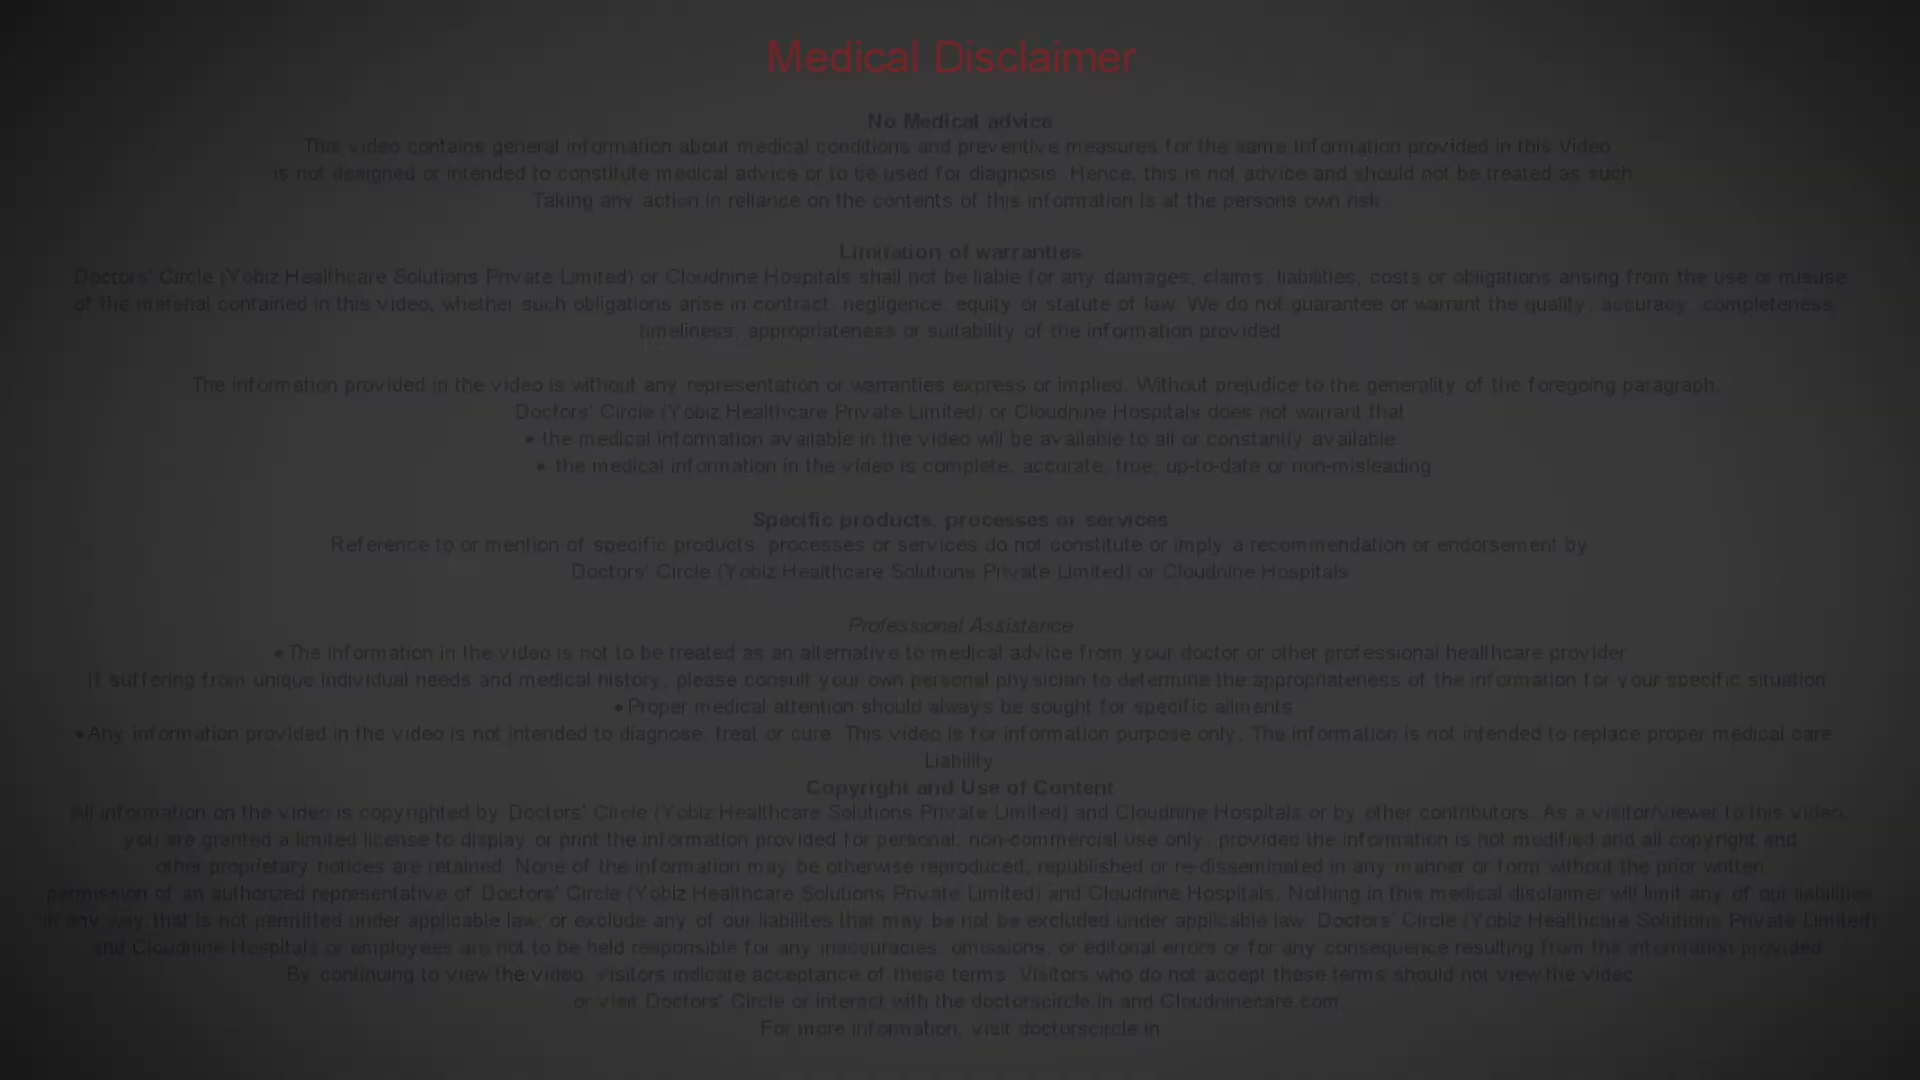 Medical Disclaimer
No Medical advice
This video contains general information about medical conditions and preventive measures for the same.Information provided in this Video
is not designed or intended to constitute medical advice or to be used for diagnosis. Hence, this is not advice and should not be treated as such.
Taking any action in reliance on the contents of this information is at the persons own risk.
Limitation of warranties
Doctors' Circle (Yobiz Healthcare Solutions Private Limited) or Cloudnine Hospitals shall not be liable for any damages, claims, liabilities, costs or obligations arising from the use or misuse
of the material contained in this video, whether such obligations arise in contract, negligence, equity or statute of law. We do not guarantee or warrant the quality, accuracy, completeness,
timeliness, appropriateness or suitability of the information provided.
The information provided in the video is without any representation or warranties express or implied. Without prejudice to the generality of the foregoing paragraph,
Doctors' Circle (Yobiz Healthcare Private Limited) or Cloudnine Hospitals does not warrant that
• the medical information available in the video will be available to all or constantly available
• the medical information in the video is complete, accurate, true, up-to-date or non-misleading
Specific products, processes or services
Reference to or mention of specific products, processes or services do not constitute or imply a recommendation or endorsement by
Doctors' Circle (Yobiz Healthcare Solutions Private Limited) or Cloudnine Hospitals
Professional Assistance
• The information in the video is not to be treated as an alternative to medical advice from your doctor or other professional healthcare provider.
If suffering from unique individual needs and medical history, please consult your own personal physician to determine the appropriateness of the information for your specific situation.
• Proper medical attention should always be sought for specific ailments.
• Any information provided in the video is not intended to diagnose, treat or cure. This video is for information purpose only. The information is not intended to replace proper medical care.
Liability
Copyright and Use of Content
All information on the video is copyrighted by Doctors' Circle (Yobiz Healthcare Solutions Private Limited) and Cloudnine Hospitals or by other contributors. As a visitor/viewer to this video,
you are granted a limited license to display or print the information provided for personal, non-commercial use only, provided the information is not modified and all copyright and
other proprietary notices are retained. None of the information may be otherwise reproduced, republished or re-disseminated in any manner or form without the prior written
permission of an authorized representative of Doctors' Circle (Yobiz Healthcare Solutions Private Limited) and Cloudnine Hospitals. Nothing in this medical disclaimer will limit any of our liabilities
in any way that is not permitted under applicable law, or exclude any of our liabilites that may be not be excluded under applicable law. Doctors' Circle (Yobiz Healthcare Solutions Private Limited)
and Cloudnine Hospitals or employees are not to be held responsible for any inaccuracies, omissions, or editorial errors or for any consequence resulting from the information provided.
By continuing to view the video, visitors indicate acceptance of these terms. Visitors who do not accept these terms should not view the video
or visit Doctors' Circle or interact with the doctorscircle.in and Cloudninecare.com.
For more information, visit doctorscircle.in